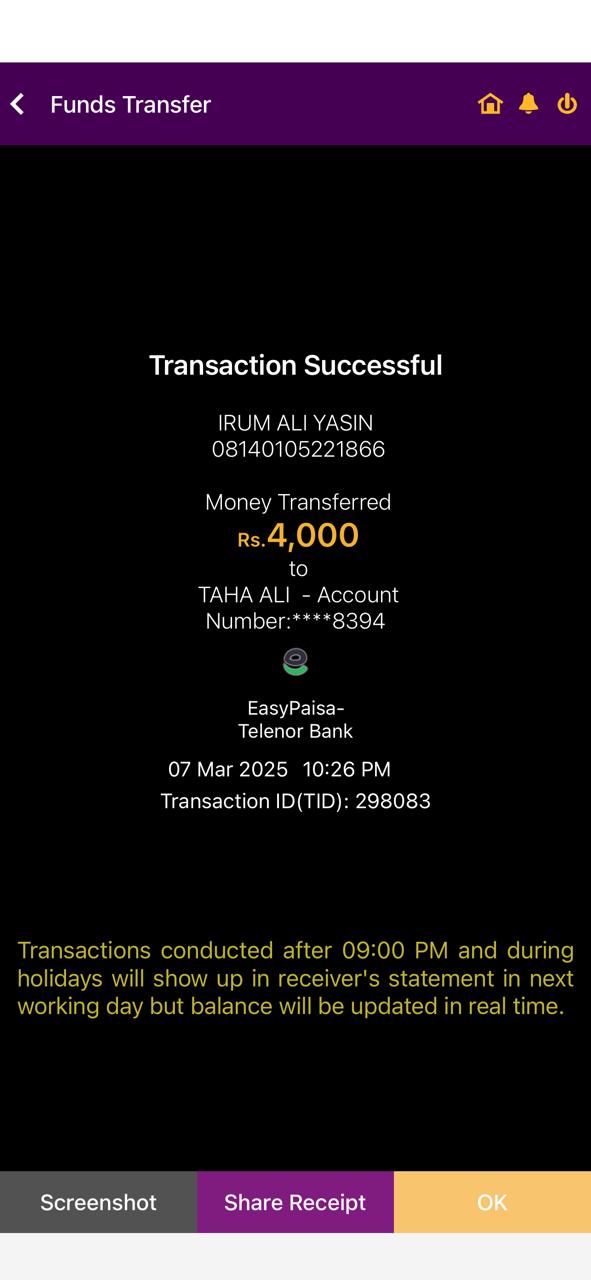 Funds Transfer
Transaction Successful
IRUM ALI YASIN
08140105221866
Money Transferred
Rs.4,000
to
TAHA ALI - Account
Number:****8394
EasyPaisa-
Telenor Bank
07 Mar 2025 10:26 PM
Transaction ID(TID): 298083
Transactions conducted after 09:00 PM and during
holidays will show up in receiver's statement in next
working day but balance will be updated in real time.
Screenshot
Share Receipt
OK